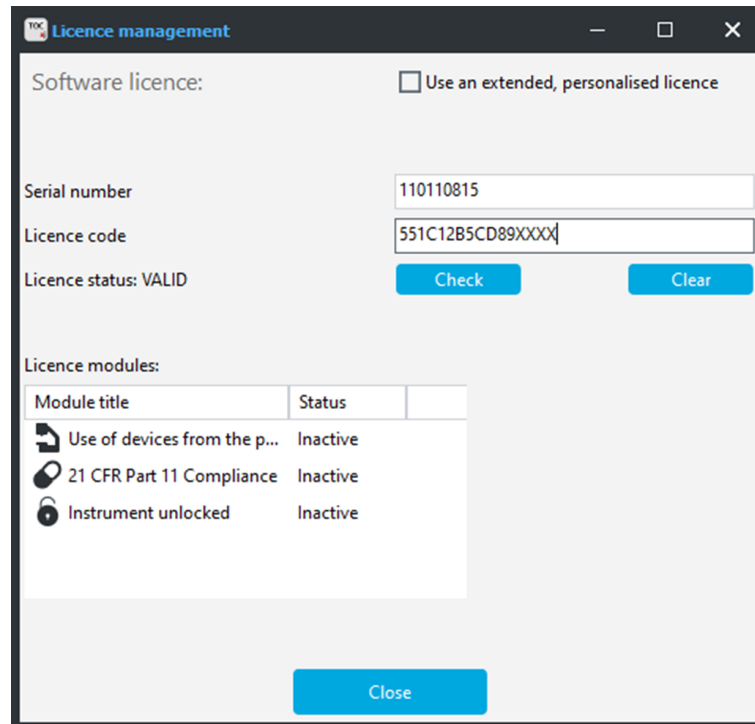 TOC Licence management
Software licence: Use an extended, personalised licence
Serial number 110110815
Licence code 551C12B5CD89XXXX
Licence status: VALID Check Clear
Licence modules:
Module title Status
Use of devices from the p... Inactive
21 CFR Part 11 Compliance Inactive
Instrument unlocked Inactive
Close